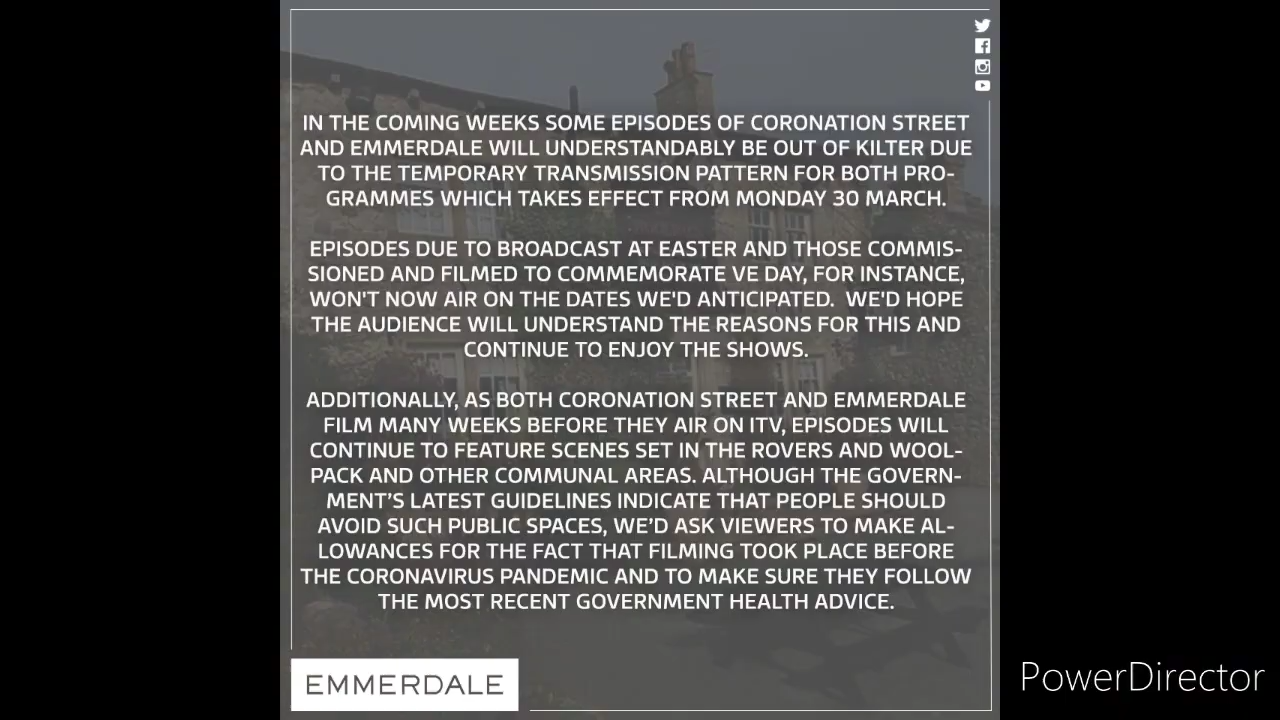 IN THE COMING WEEKS SOME EPISODES OF CORONATION STREET
AND EMMERDALE WILL UNDERSTANDABLY BE OUT OF KILTER DUE
TO THE TEMPORARY TRANSMISSION PATTERN FOR BOTH PRO-
GRAMMES WHICH TAKES EFFECT FROM MONDAY 30 MARCH.
EPISODES DUE TO BROADCAST AT EASTER AND THOSE COMMIS-
SIONED AND FILMED TO COMMEMORATE VE DAY, FOR INSTANCE,
WON'T NOW AIR ON THE DATES WE'D ANTICIPATED. WE'D HOPE
THE AUDIENCE WILL UNDERSTAND THE REASONS FOR THIS AND
CONTINUE TO ENJOY THE SHOWS.
ADDITIONALLY, AS BOTH CORONATION STREET AND EMMERDALE
FILM MANY WEEKS BEFORE THEY AIR ON ITV, EPISODES WILL
CONTINUE TO FEATURE SCENES SET IN THE ROVERS AND WOOL-
PACK AND OTHER COMMUNAL AREAS. ALTHOUGH THE GOVERN-
MENT'S LATEST GUIDELINES INDICATE THAT PEOPLE SHOULD
AVOID SUCH PUBLIC SPACES, WE'D ASK VIEWERS TO MAKE AL-
LOWANCES FOR THE FACT THAT FILMING TOOK PLACE BEFORE
THE CORONAVIRUS PANDEMIC AND TO MAKE SURE THEY FOLLOW
THE MOST RECENT GOVERNMENT HEALTH ADVICE.
EMMERDALE
PowerDirector